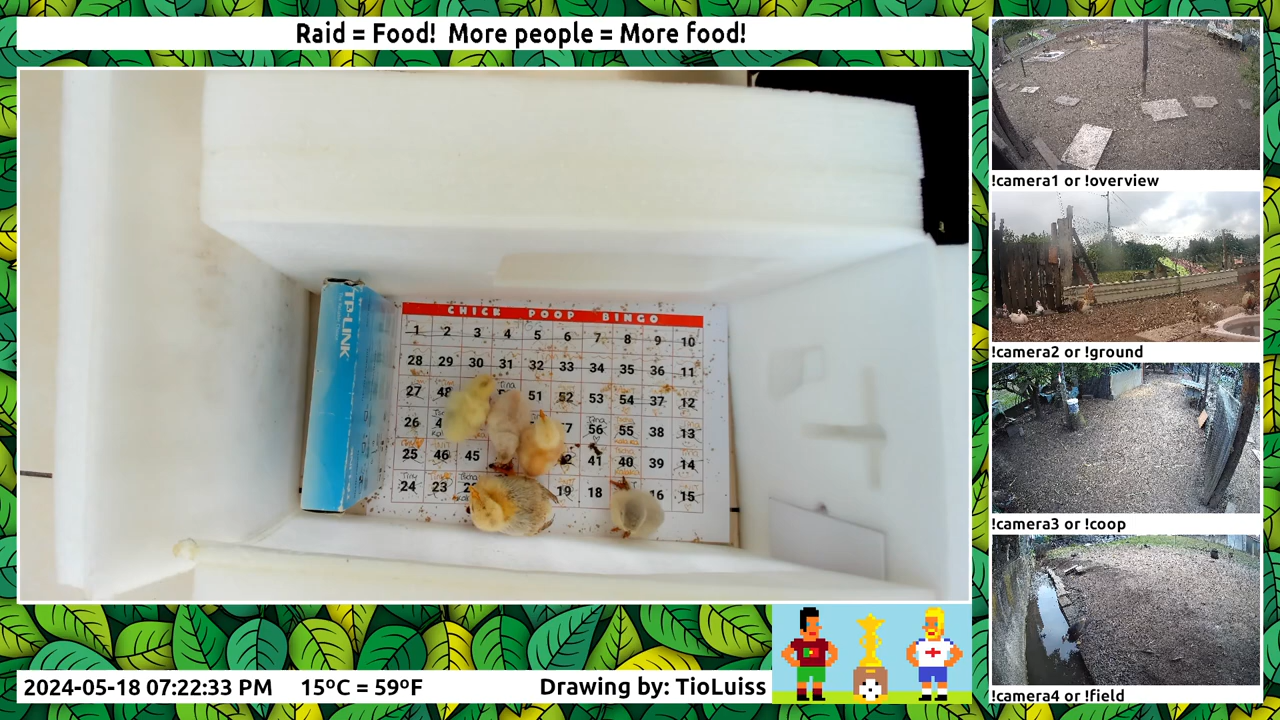 Raid = Food! More people = More food!
TP-LINK
CHICK POOP BINGO
1 2 3 4 5 6 7 8 9 10
28 29 30 31 32 33 34 35 36 11
27 51 52 53 54 37 12
26 56 55 38 13
25 46 45 41 40 39 14
24 23 19 18 16 15
!camera1 or !overview
!camera2 or !ground
!camera3 or !coop
!camera4 or !field
2024-05-18 07:22:33 PM 15ºC = 59ºF
Drawing by: TioLuiss